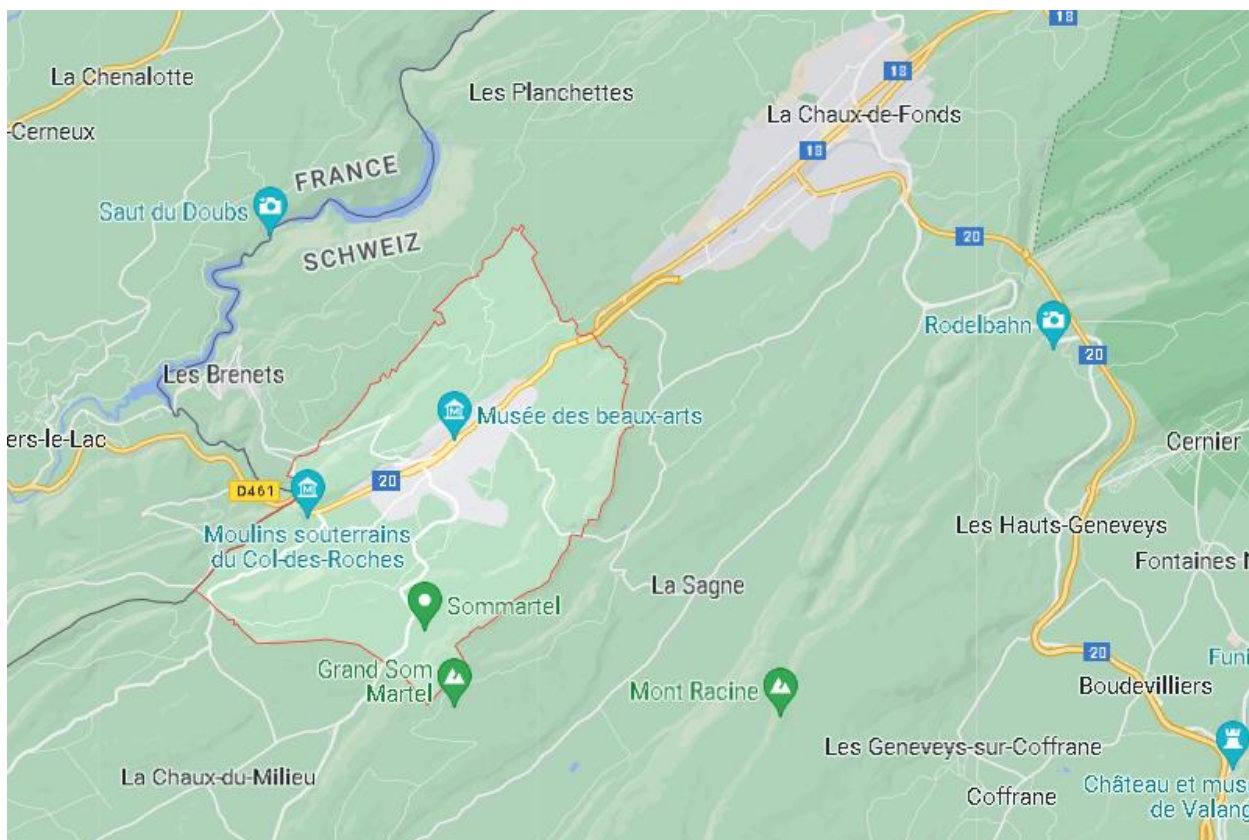 18
La Chenalotte
18
Les Planchettes
La Chaux-de-Fonds
-Cerneux
18
FRANCE
Saut du Doubs
SCHWEIZ
20
Rodelbahn
20
Les Brenets
Musée des beaux-arts
ers-le-Lac
Cernier
20
D461
Moulins souterrains
du Col-des-Roches
Les Hauts-Geneveys
Fontaines N
La Sagne
Sommartel
20
Funi
Grand Som
Martel
Mont Racine
Boudevilliers
Les Geneveys-sur-Coffrane
La Chaux-du-Milieu
Coffrane
Château et musé
de Valang